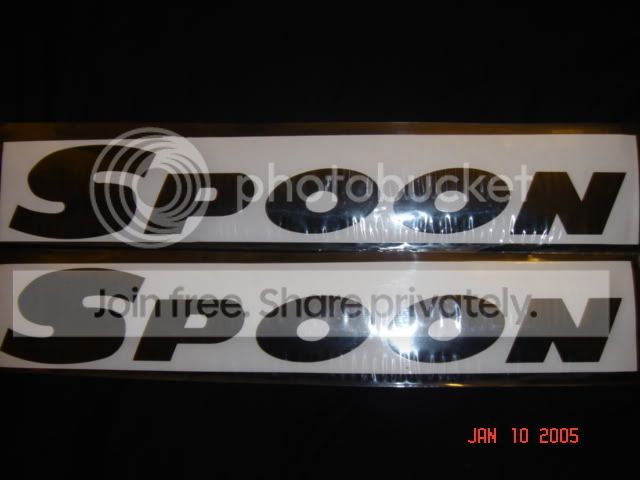 SPOON
photobucket
SPOON
Join free. Share privately.
JAN 10 2005